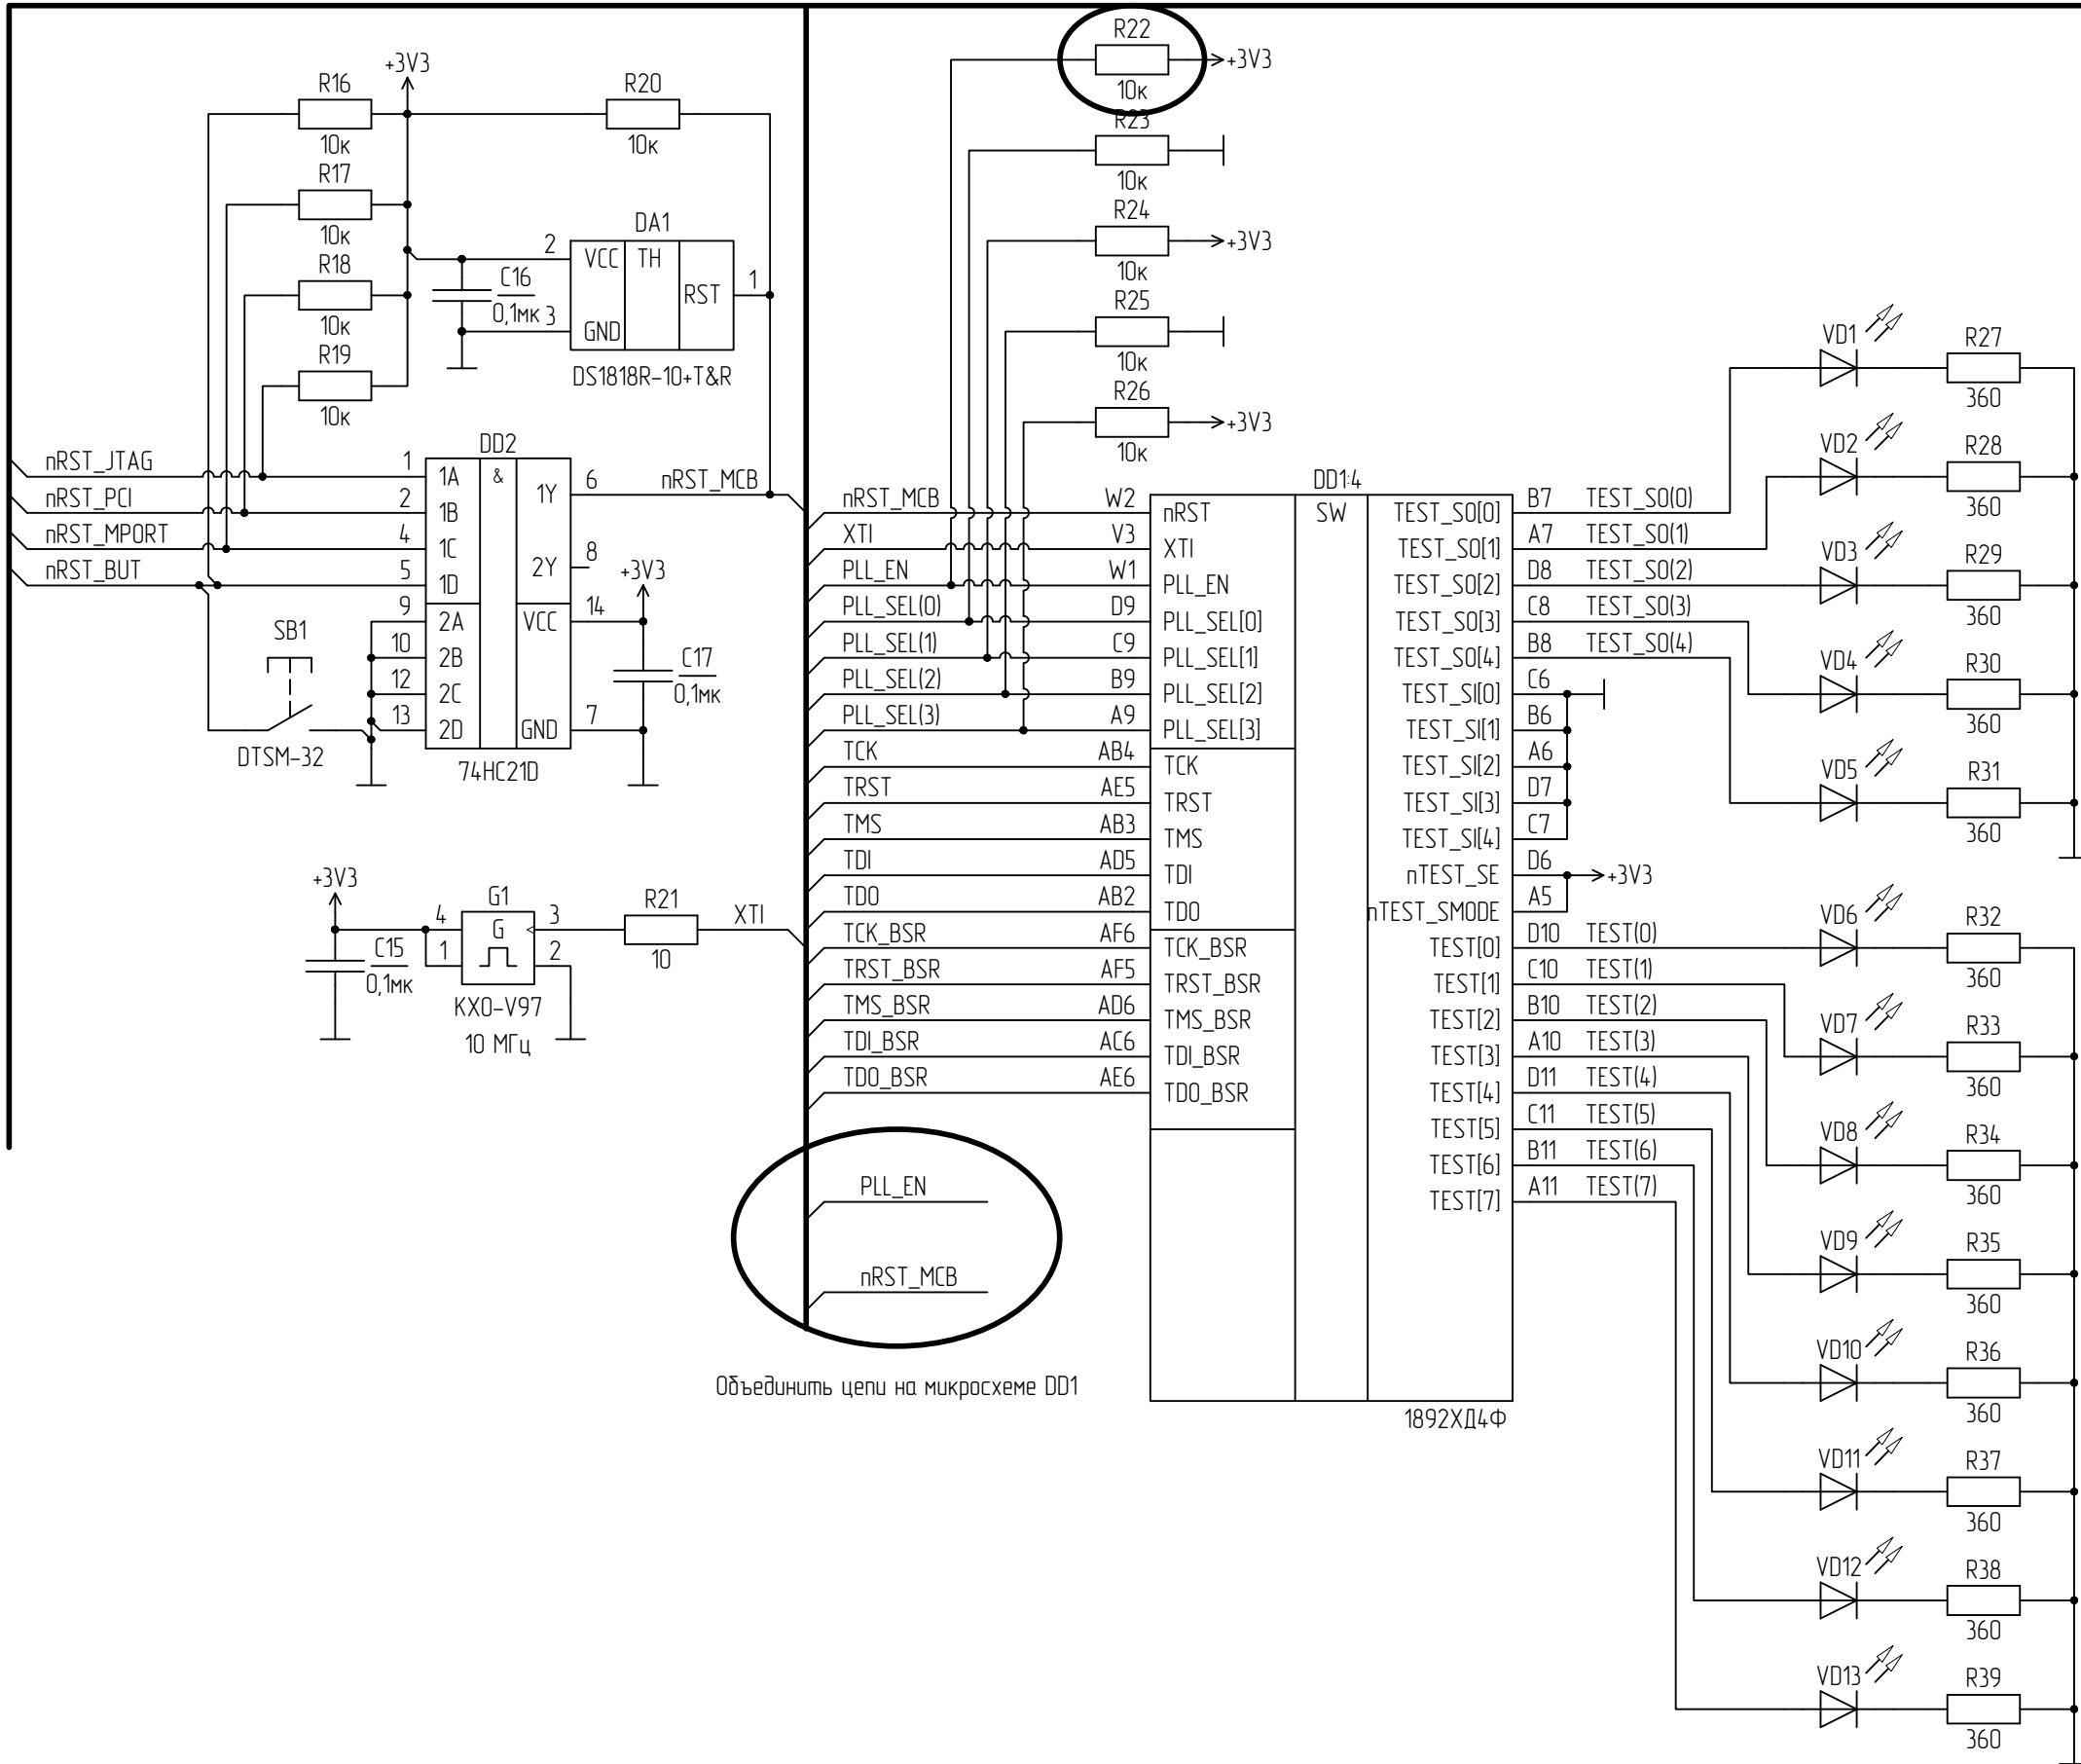 +3V3
R16
10к
R17
10к
R18
10к
R19
10к
R20
10к
DA1
2
VCC
TH
RST
1
C16
0,1мк
3
GND
DS1818R-10+T&R
DD2
nRST_JTAG
1
1A
&
1Y
6
nRST_MCB
nRST_PCI
2
1B
nRST_MPORT
4
1C
2Y
8
nRST_BUT
5
1D
+3V3
9
2A
VCC
14
10
2B
12
2C
13
2D
GND
7
C17
0,1мк
SB1
DTSM-32
74HC21D
+3V3
G1
4
G
3
1
2
C15
0,1мк
KXO-V97
10 МГц
R21
10
XTI
R22
10к
+3V3
R23
10к
R24
10к
+3V3
R25
10к
R26
10к
+3V3
DD1:4
SW
nRST_MCB
W2
nRST
XTI
V3
XTI
PLL_EN
W1
PLL_EN
PLL_SEL(0)
D9
PLL_SEL[0]
PLL_SEL(1)
C9
PLL_SEL[1]
PLL_SEL(2)
B9
PLL_SEL[2]
PLL_SEL(3)
A9
PLL_SEL[3]
TCK
AB4
TCK
TRST
AE5
TRST
TMS
AB3
TMS
TDI
AD5
TDI
TDO
AB2
TDO
TCK_BSR
AF6
TCK_BSR
TRST_BSR
AF5
TRST_BSR
TMS_BSR
AD6
TMS_BSR
TDI_BSR
AC6
TDI_BSR
TDO_BSR
AE6
TDO_BSR
PLL_EN
nRST_MCB
Объединить цепи на микросхеме DD1
TEST_SO[0]
B7
TEST_SO(0)
TEST_SO[1]
A7
TEST_SO(1)
TEST_SO[2]
D8
TEST_SO(2)
TEST_SO[3]
C8
TEST_SO(3)
TEST_SO[4]
B8
TEST_SO(4)
TEST_SI[0]
C6
TEST_SI[1]
B6
TEST_SI[2]
A6
TEST_SI[3]
D7
TEST_SI[4]
C7
nTEST_SE
D6
+3V3
nTEST_SMODE
A5
TEST[0]
D10
TEST(0)
TEST[1]
C10
TEST(1)
TEST[2]
B10
TEST(2)
TEST[3]
A10
TEST(3)
TEST[4]
D11
TEST(4)
TEST[5]
C11
TEST(5)
TEST[6]
B11
TEST(6)
TEST[7]
A11
TEST(7)
1892ХД4Ф
VD1
R27
360
VD2
R28
360
VD3
R29
360
VD4
R30
360
VD5
R31
360
VD6
R32
360
VD7
R33
360
VD8
R34
360
VD9
R35
360
VD10
R36
360
VD11
R37
360
VD12
R38
360
VD13
R39
360